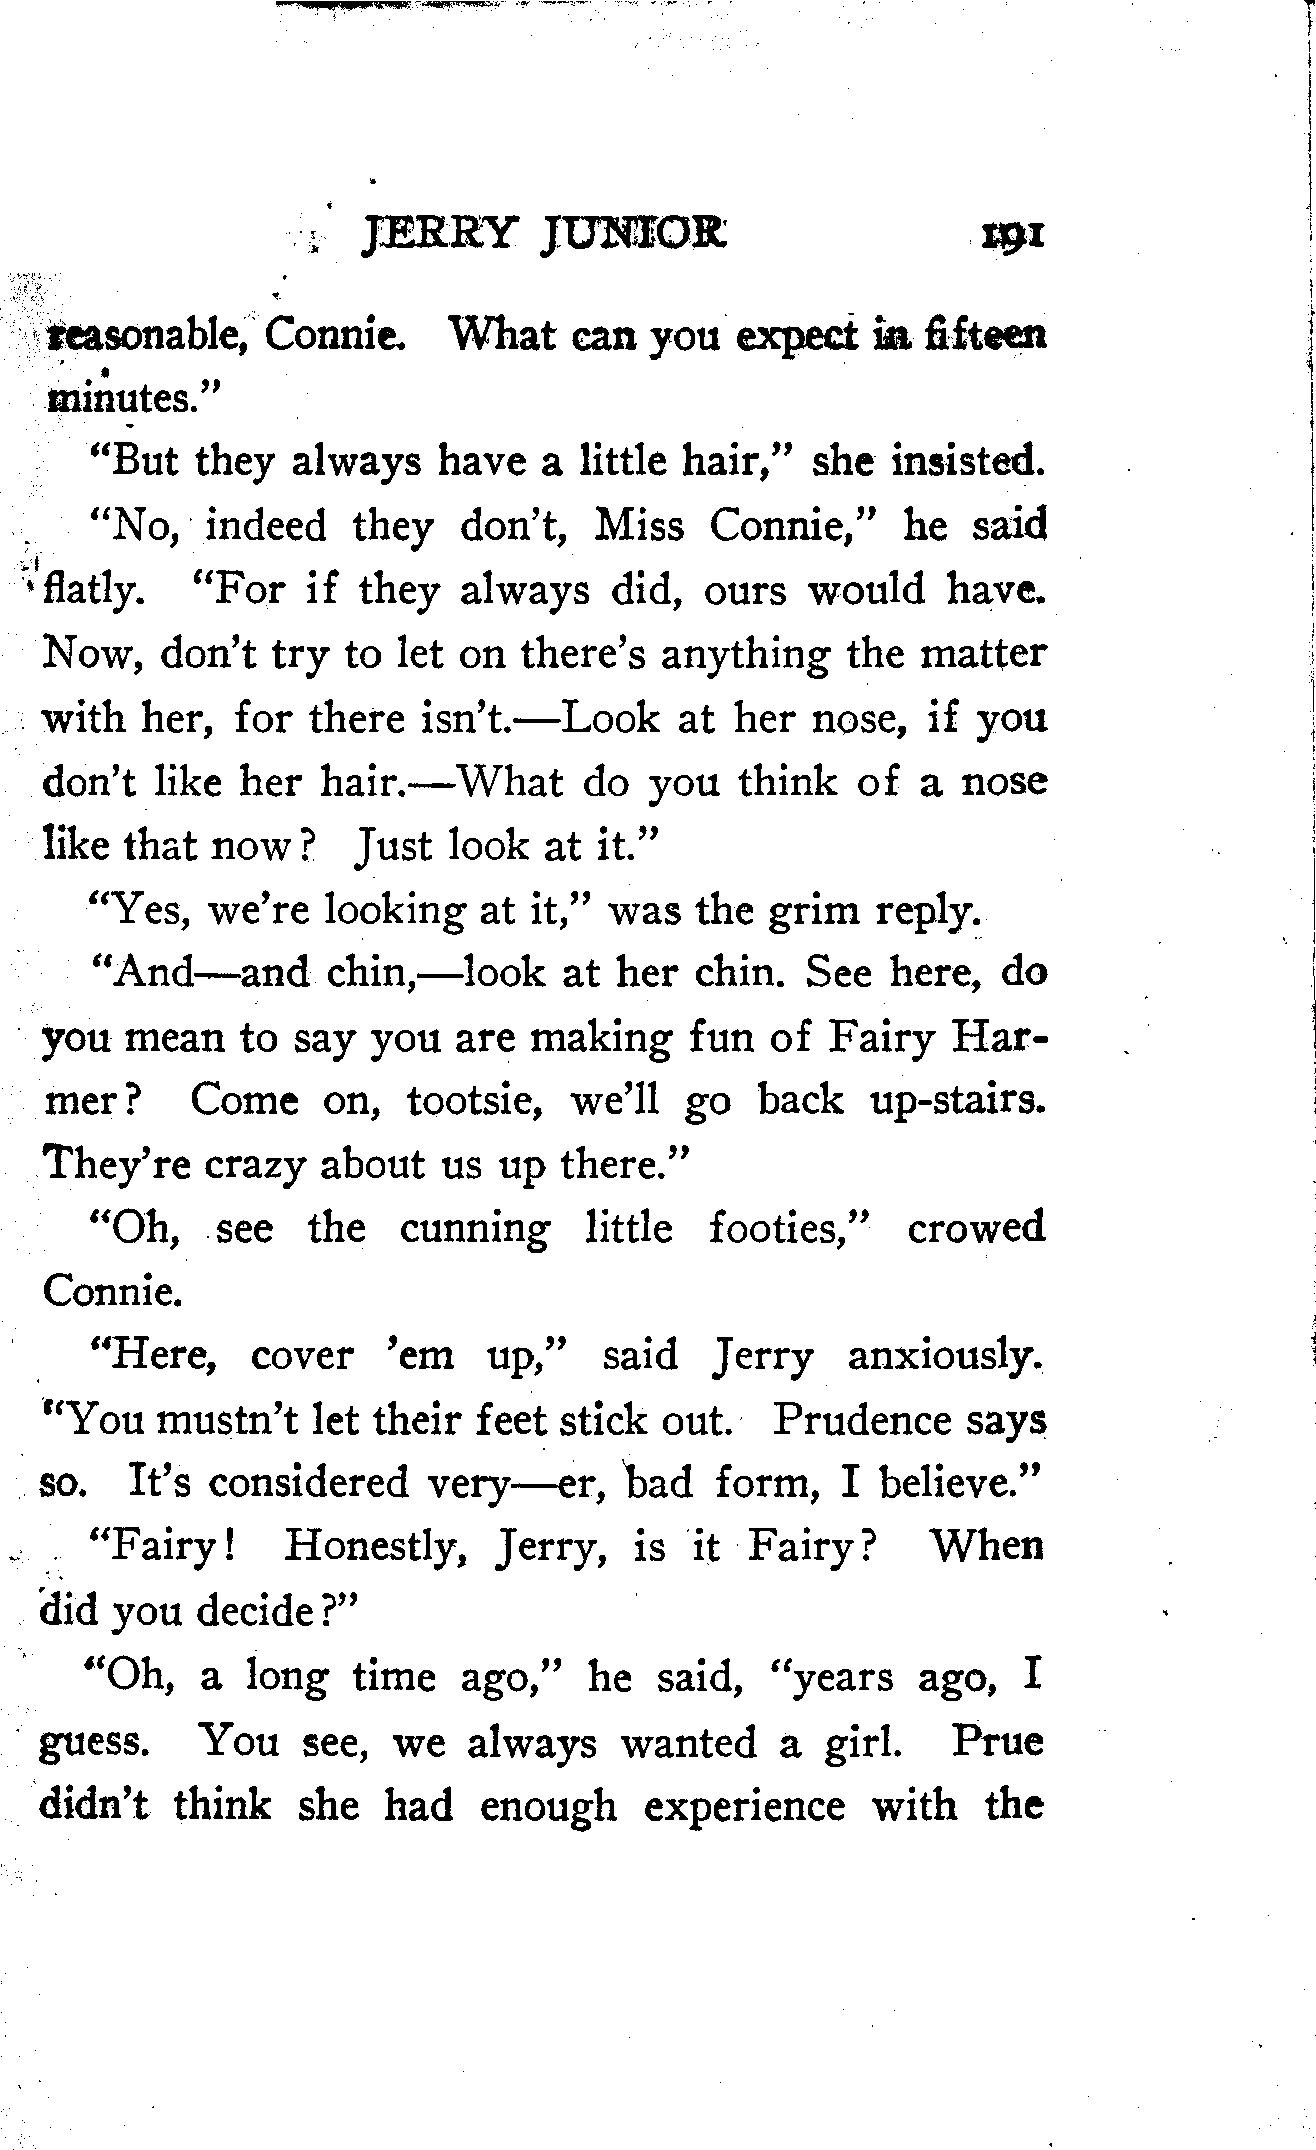 JERRY JUNIOR 191
reasonable, Connie. What can you expect in fifteen
minutes."
"But they always have a little hair," she insisted.
"No, indeed they don't, Miss Connie," he said
flatly. "For if they always did, ours would have.
Now, don't try to let on there's anything the matter
with her, for there isn't.—Look at her nose, if you
don't like her hair.—What do you think of a nose
like that now? Just look at it."
"Yes, we're looking at it," was the grim reply.
"And—and chin,—look at her chin. See here, do
you mean to say you are making fun of Fairy Har-
mer? Come on, tootsie, we'll go back up-stairs.
They're crazy about us up there."
"Oh, see the cunning little footies," crowed
Connie.
"Here, cover 'em up," said Jerry anxiously.
"You mustn't let their feet stick out. Prudence says
so. It's considered very—er, bad form, I believe."
"Fairy! Honestly, Jerry, is it Fairy? When
did you decide?"
"Oh, a long time ago," he said, "years ago, I
guess. You see, we always wanted a girl. Prue
didn't think she had enough experience with the